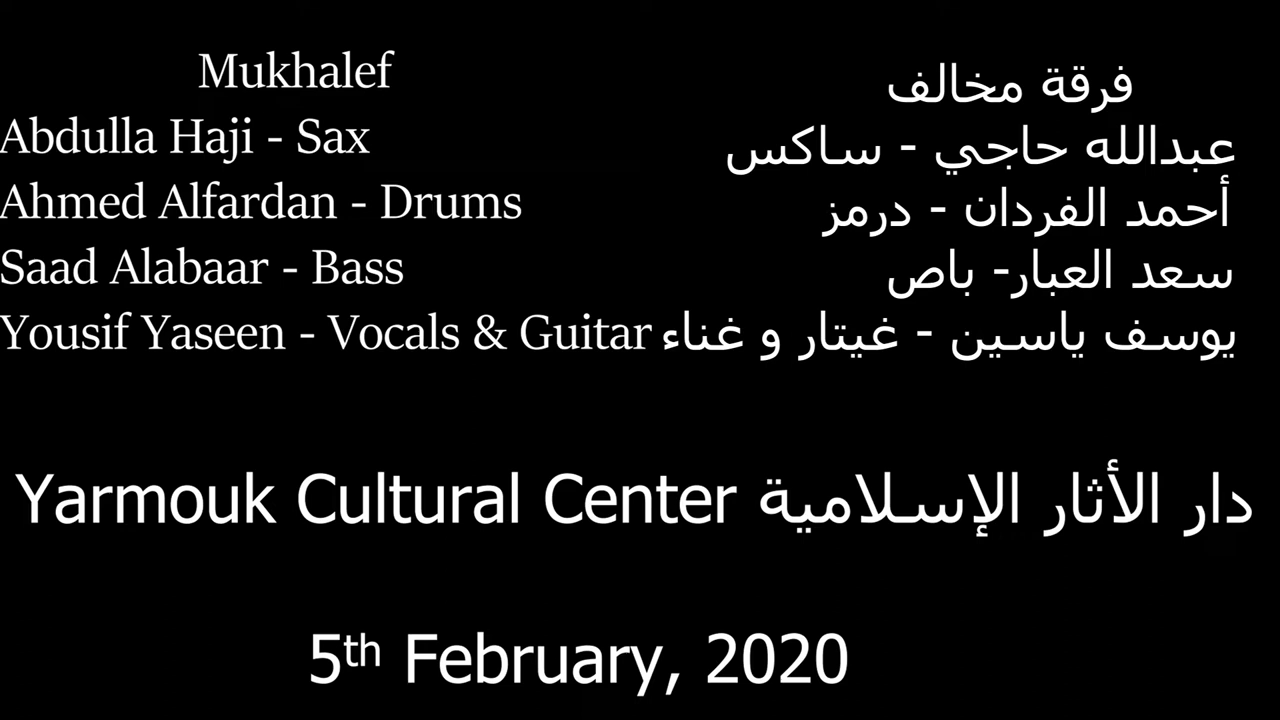 Mukhalef
Abdulla Haji - Sax
Ahmed Alfardan - Drums
Saad Alabaar - Bass
Yousif Yaseen - Vocals & Guitar
فرقة مخالف
عبدالله حاجي - ساكس
أحمد الفردان - درمز
سعد العبار- باص
يوسف ياسين - غيتار و غناء
Yarmouk Cultural Center دار الأثار الإسلامية
5th February, 2020